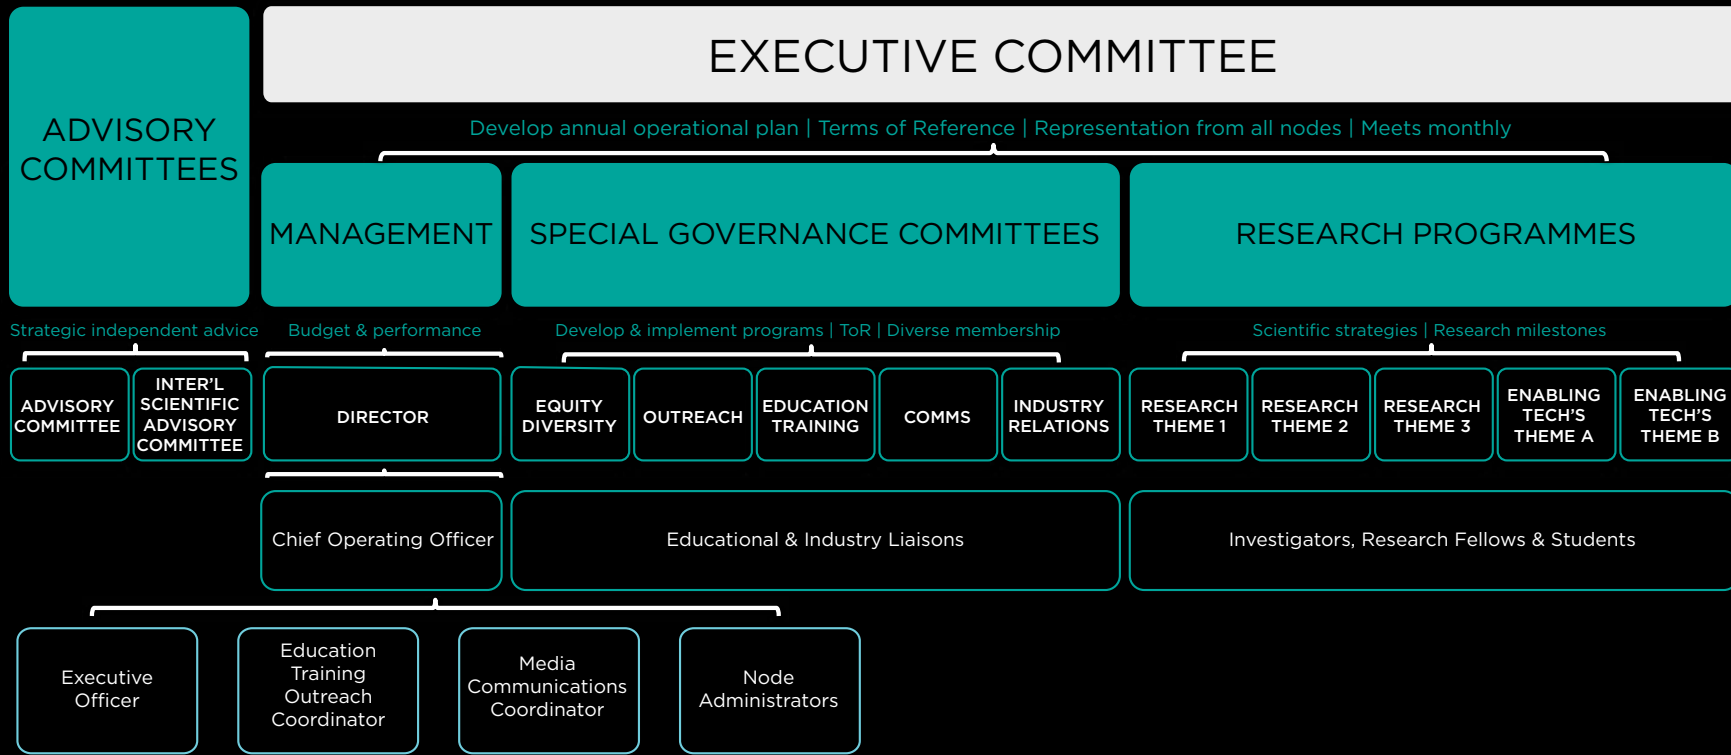 ADVISORY
COMMITTEES
EXECUTIVE COMMITTEE
Develop annual operational plan | Terms of Reference | Representation from all nodes | Meets monthly
MANAGEMENT
SPECIAL GOVERNANCE COMMITTEES
RESEARCH PROGRAMMES
Strategic independent advice
Budget & performance
Develop & implement programs | ToR | Diverse membership
Scientific strategies | Research milestones
ADVISORY
COMMITTEE
INTER'L
SCIENTIFIC
ADVISORY
COMMITTEE
DIRECTOR
EQUITY
DIVERSITY
OUTREACH
EDUCATION
TRAINING
COMMS
INDUSTRY
RELATIONS
RESEARCH
THEME 1
RESEARCH
THEME 2
RESEARCH
THEME 3
ENABLING
TECH'S
THEME A
ENABLING
TECH'S
THEME B
Chief Operating Officer
Educational & Industry Liaisons
Investigators, Research Fellows & Students
Executive
Officer
Education
Training
Outreach
Coordinator
Media
Communications
Coordinator
Node
Administrators